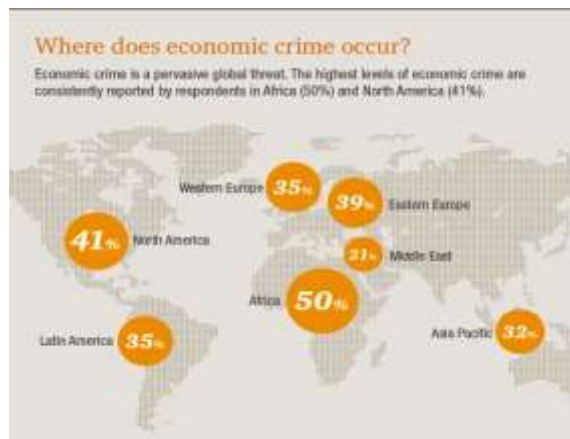 Where does economic crime occur?
Economic crime is a pervasive global threat. The highest levels of economic crime are
consistently reported by respondents in Africa (50%) and North America (41%).
Western Europe 35%
39% Eastern Europe
41% North America
21% Middle East
Africa 50%
Latin America 35%
Asia Pacific 32%